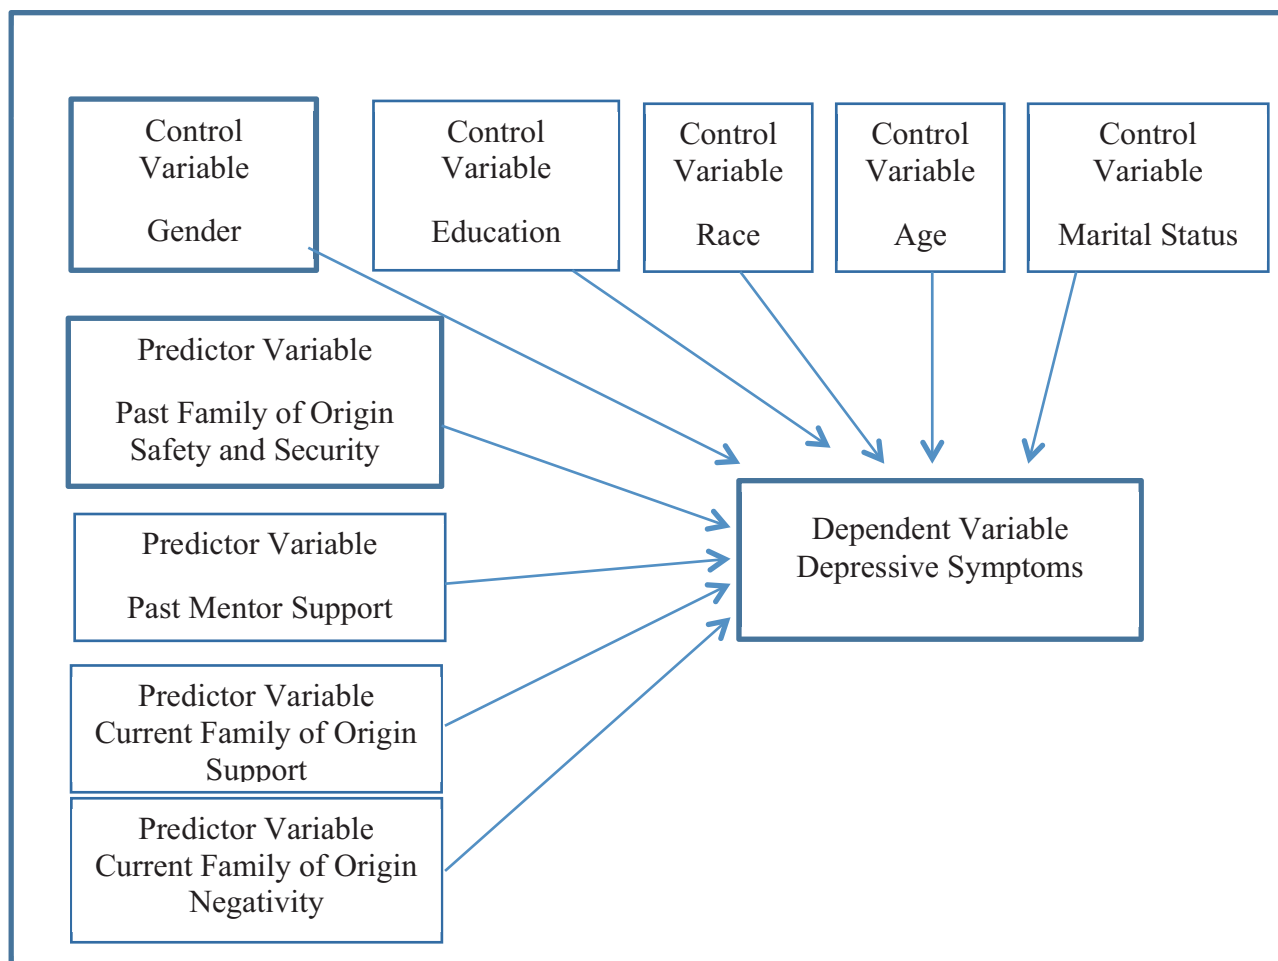 Control
Variable
Gender
Control
Variable
Education
Control
Variable
Race
Control
Variable
Age
Control
Variable
Marital Status
Predictor Variable
Past Family of Origin
Safety and Security
Predictor Variable
Past Mentor Support
Predictor Variable
Current Family of Origin
Support
Predictor Variable
Current Family of Origin
Negativity
Dependent Variable
Depressive Symptoms